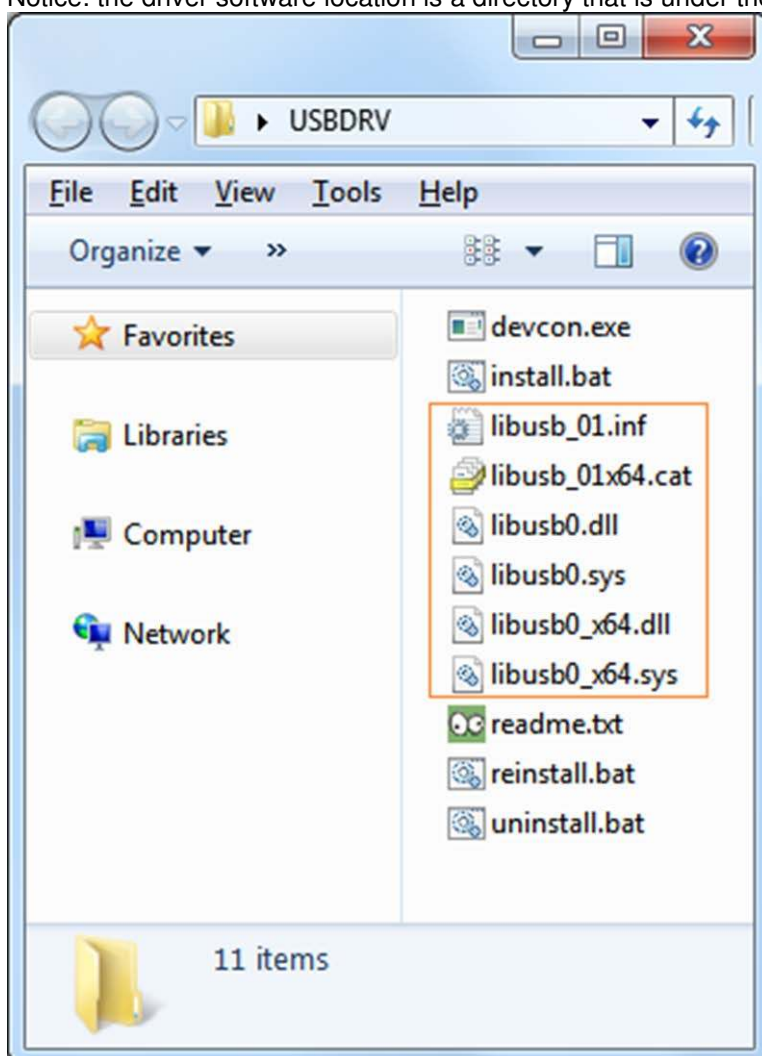 Notice: the driver software location is a directory that is under the
USBDRV
File Edit View Tools Help
Organize »
Favorites
Libraries
Computer
Network
devcon.exe
install.bat
libusb_01.inf
libusb_01x64.cat
libusb0.dll
libusb0.sys
libusb0_x64.dll
libusb0_x64.sys
readme.txt
reinstall.bat
uninstall.bat
11 items